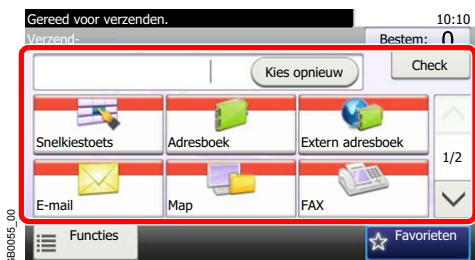 Gereed voor verzenden. 10:10
Verzend- Bestem: 0
Kies opnieuw Check
Snelkiestoets Adresboek Extern adresboek
1/2
E-mail Map FAX
Functies Favorieten